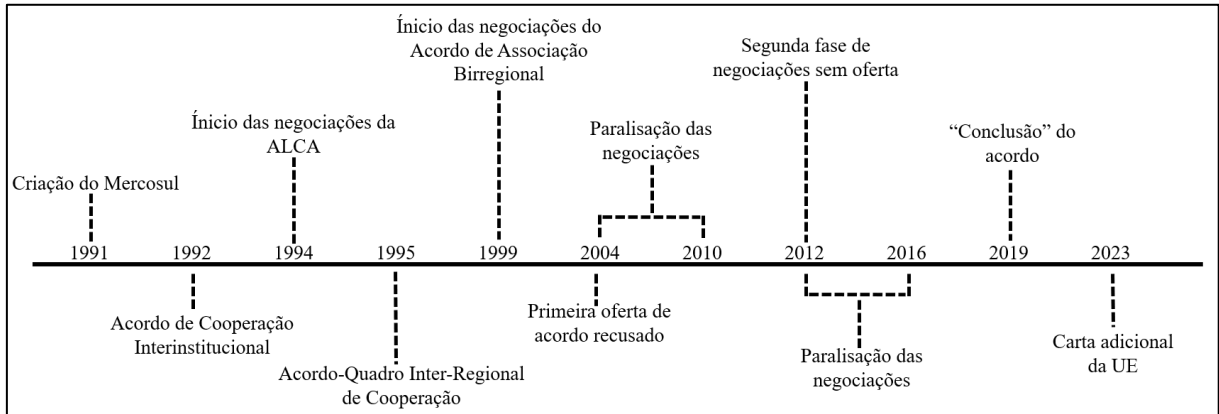 Ínicio das negociações do
Acordo de Associação
Birregional
Segunda fase de
negociações sem oferta
Ínicio das negociações da
ALCA
Paralisação das
negociações
“Conclusão” do
acordo
Criação do Mercosul
1991 1992 1994 1995 1999 2004 2010 2012 2016 2019 2023
Acordo de Cooperação
Interinstitucional
Primeira oferta de
acordo recusado
Acordo-Quadro Inter-Regional
de Cooperação
Paralisação das
negociações
Carta adicional
da UE